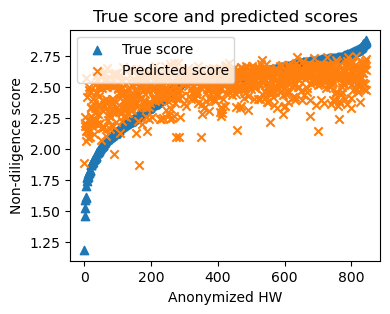 True score and predicted scores
True score
Predicted score
Non-diligence score
2.75
2.50
2.25
2.00
1.75
1.50
1.25
0
200
400
600
800
Anonymized HW